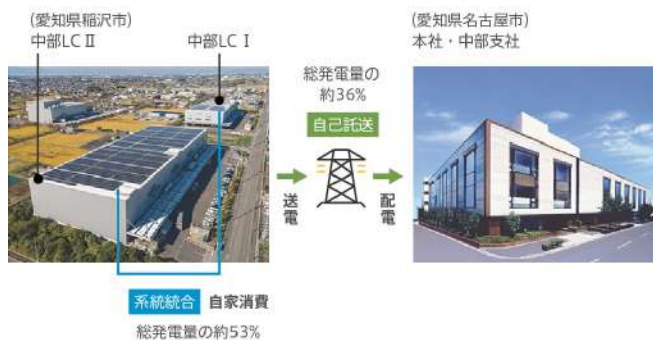 (愛知県稲沢市)
中部LCⅡ
中部LCⅠ
総発電量の
約36%
自己託送
送電
配電
(愛知県名古屋市)
本社・中部支社
系統統合 自家消費
総発電量の約53%